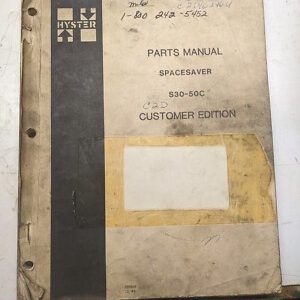 HYSTER
1-800 242-5452
PARTS MANUAL
SPACESAVER
S30-50C
C2D
CUSTOMER EDITION